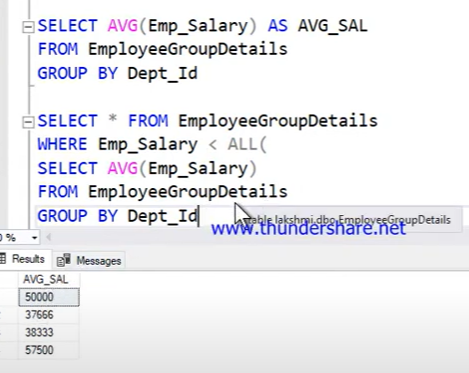 SELECT AVG(Emp_Salary) AS AVG_SAL
FROM EmployeeGroupDetails
GROUP BY Dept_Id
SELECT * FROM EmployeeGroupDetails
WHERE Emp_Salary < ALL(
SELECT AVG(Emp_Salary)
FROM EmployeeGroupDetails
GROUP BY Dept_Id
table lakshmi.dbo.EmployeeGroupDetails
www.thundershare.net
0 %
Results Messages
AVG_SAL
50000
37666
38333
57500